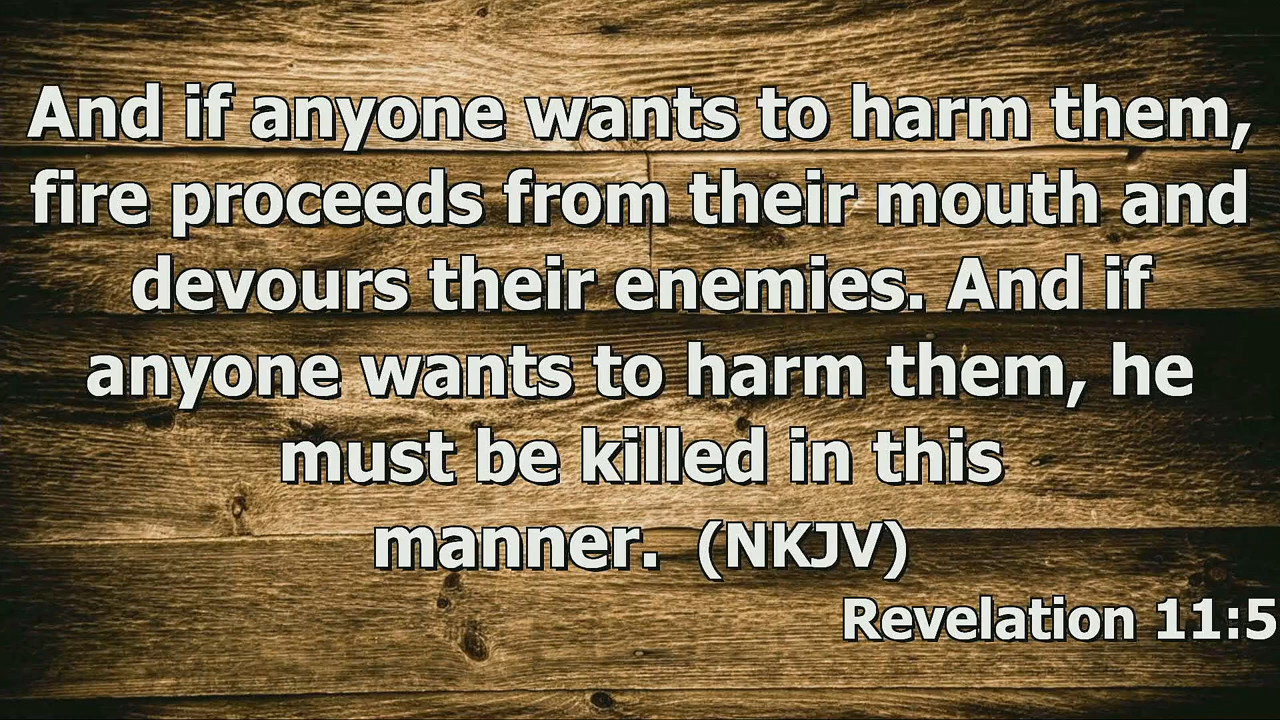 And if anyone wants to harm them,
fire proceeds from their mouth and
devours their enemies. And if
anyone wants to harm them, he
must be killed in this
manner. (NKJV)
Revelation 11:5